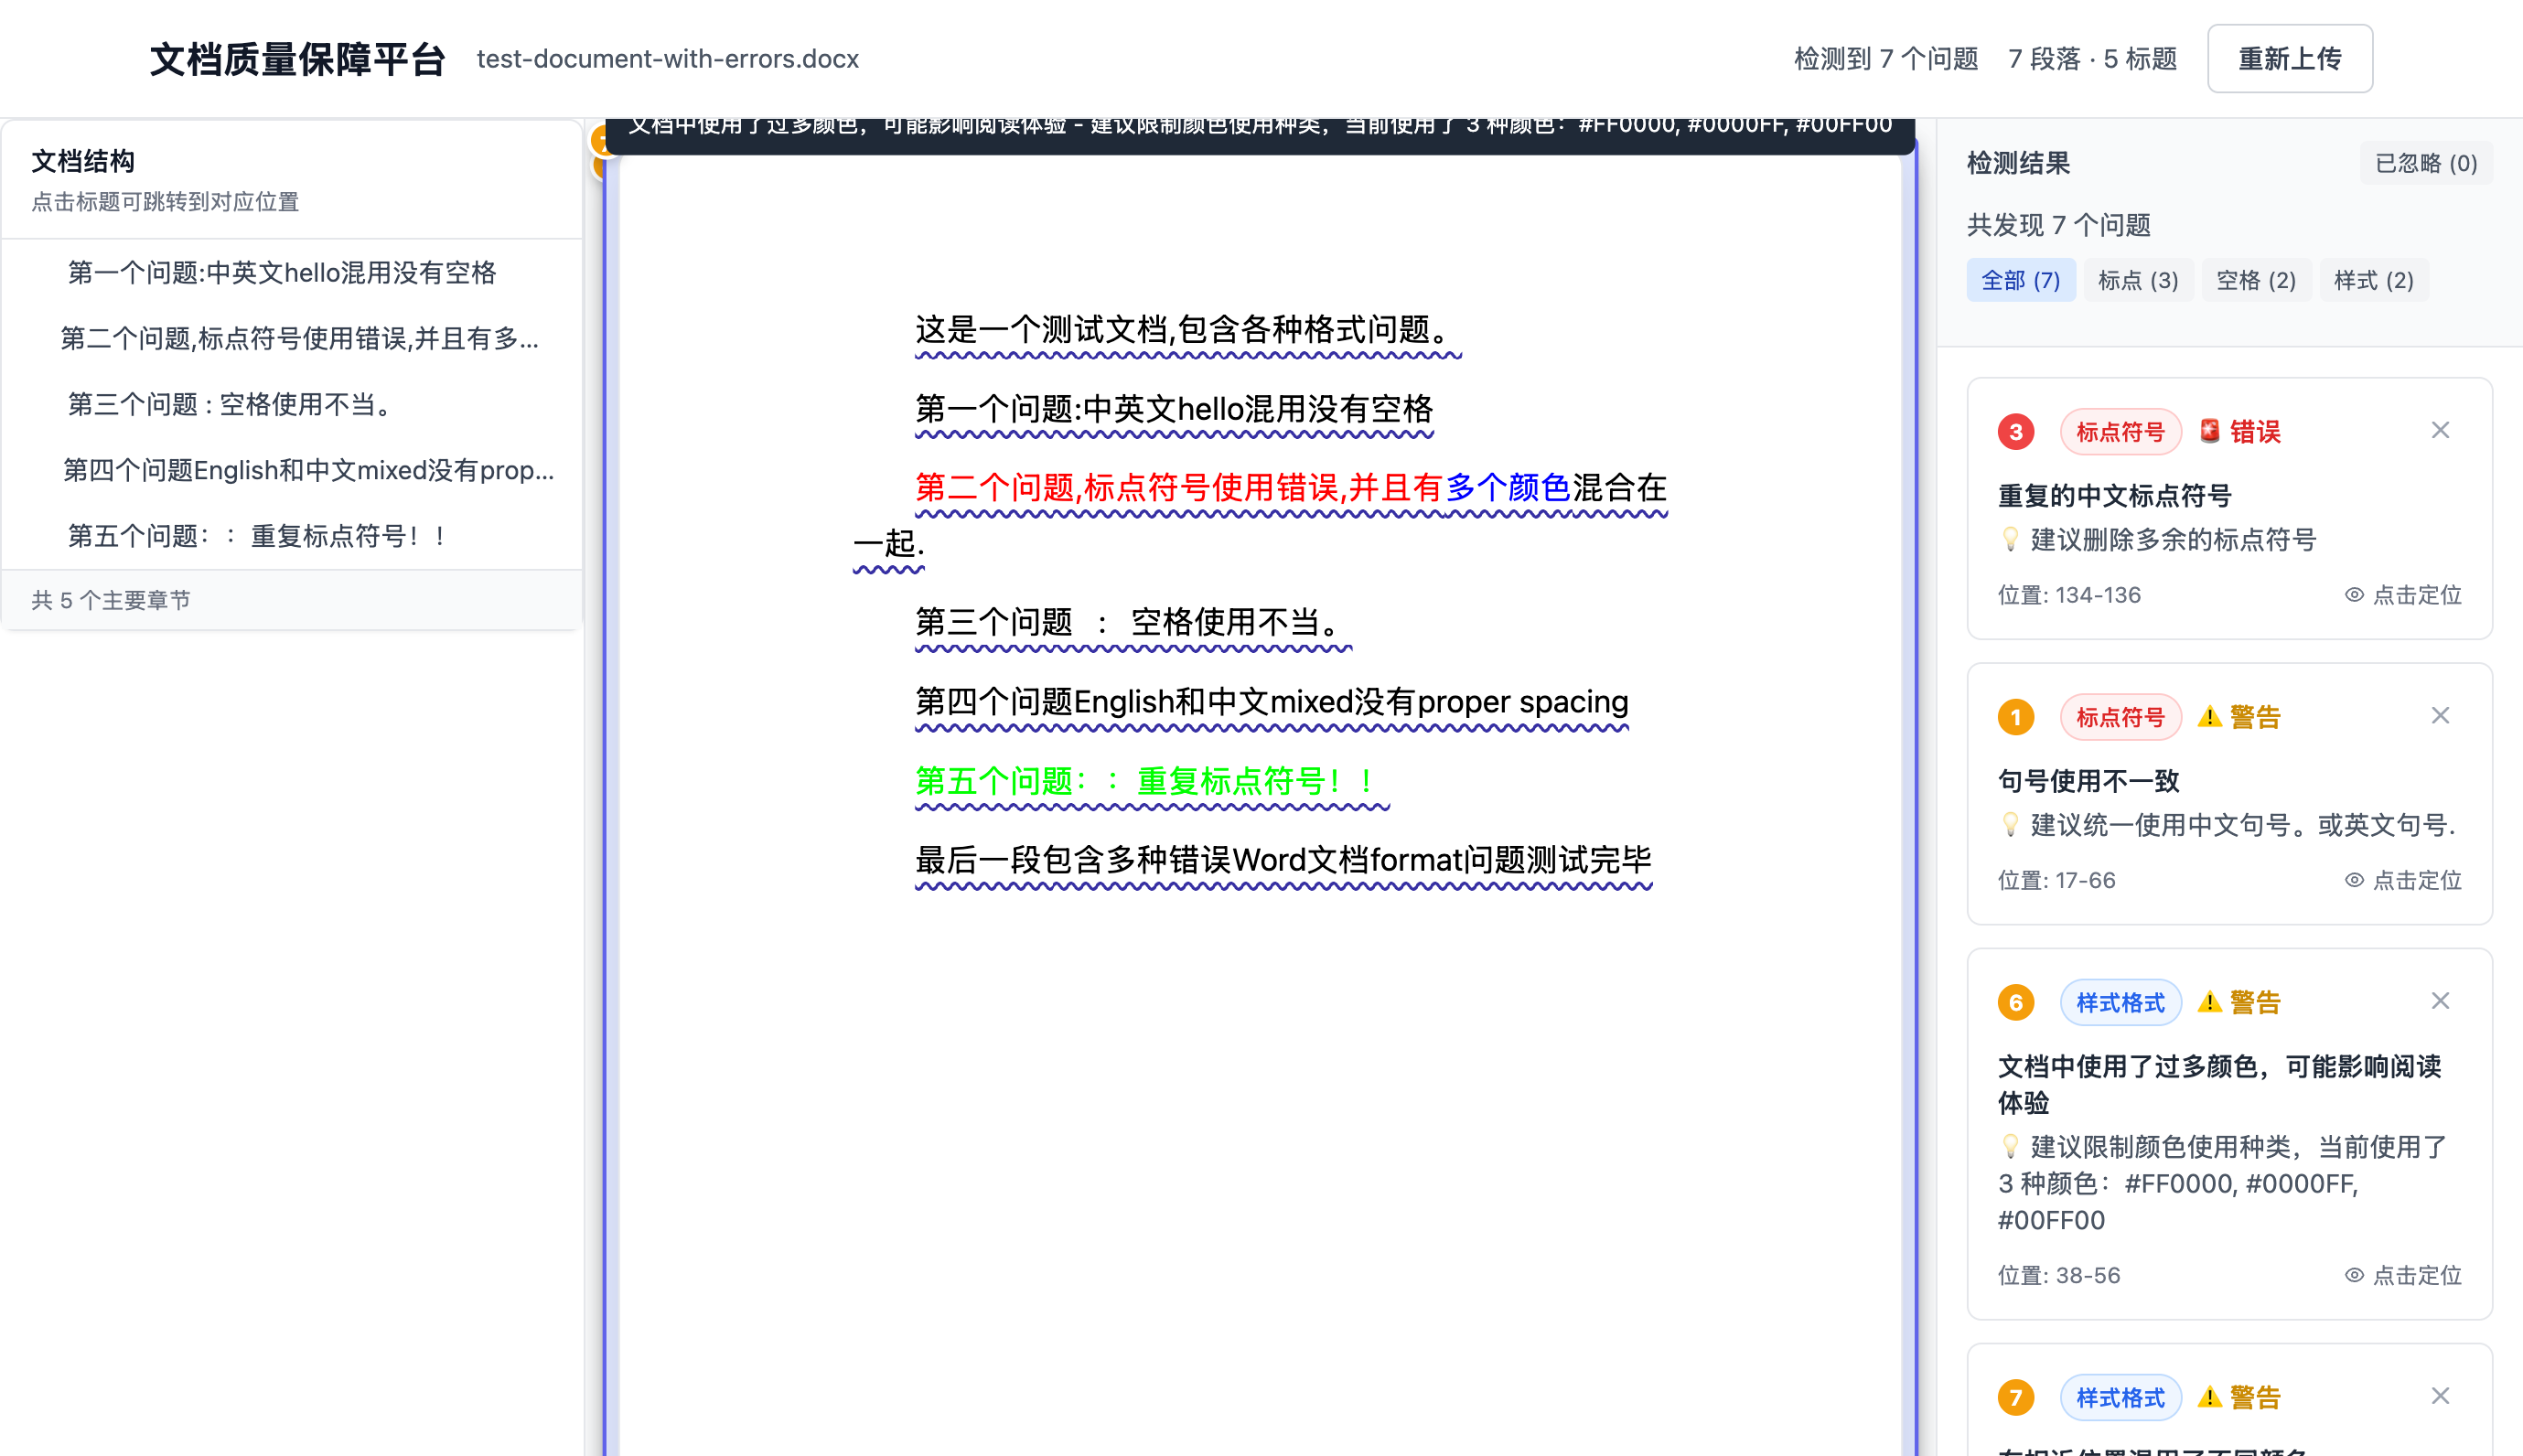 文档质量保障平台 test-document-with-errors.docx 检测到 7 个问题 7 段落 · 5 标题 重新上传
文档结构
点击标题可跳转到对应位置
第一个问题:中英文hello混用没有空格
第二个问题,标点符号使用错误,并且有多...
第三个问题 : 空格使用不当。
第四个问题English和中文mixed没有prop...
第五个问题：：重复标点符号！！
共 5 个主要章节
文档中使用了过多颜色，可能影响阅读体验 - 建议限制颜色使用种类，当前使用了 3 种颜色：#FF0000, #0000FF, #00FF00
这是一个测试文档,包含各种格式问题。
第一个问题:中英文hello混用没有空格
第二个问题,标点符号使用错误,并且有多个颜色混合在
一起.
第三个问题 ： 空格使用不当。
第四个问题English和中文mixed没有proper spacing
第五个问题：：重复标点符号！！
最后一段包含多种错误Word文档format问题测试完毕
检测结果 已忽略 (0)
共发现 7 个问题
全部 (7) 标点 (3) 空格 (2) 样式 (2)
3 标点符号 错误
重复的中文标点符号
建议删除多余的标点符号
位置: 134-136 点击定位
1 标点符号 警告
句号使用不一致
建议统一使用中文句号。或英文句号.
位置: 17-66 点击定位
6 样式格式 警告
文档中使用了过多颜色，可能影响阅读
体验
建议限制颜色使用种类，当前使用了
3 种颜色：#FF0000, #0000FF,
#00FF00
位置: 38-56 点击定位
7 样式格式 警告